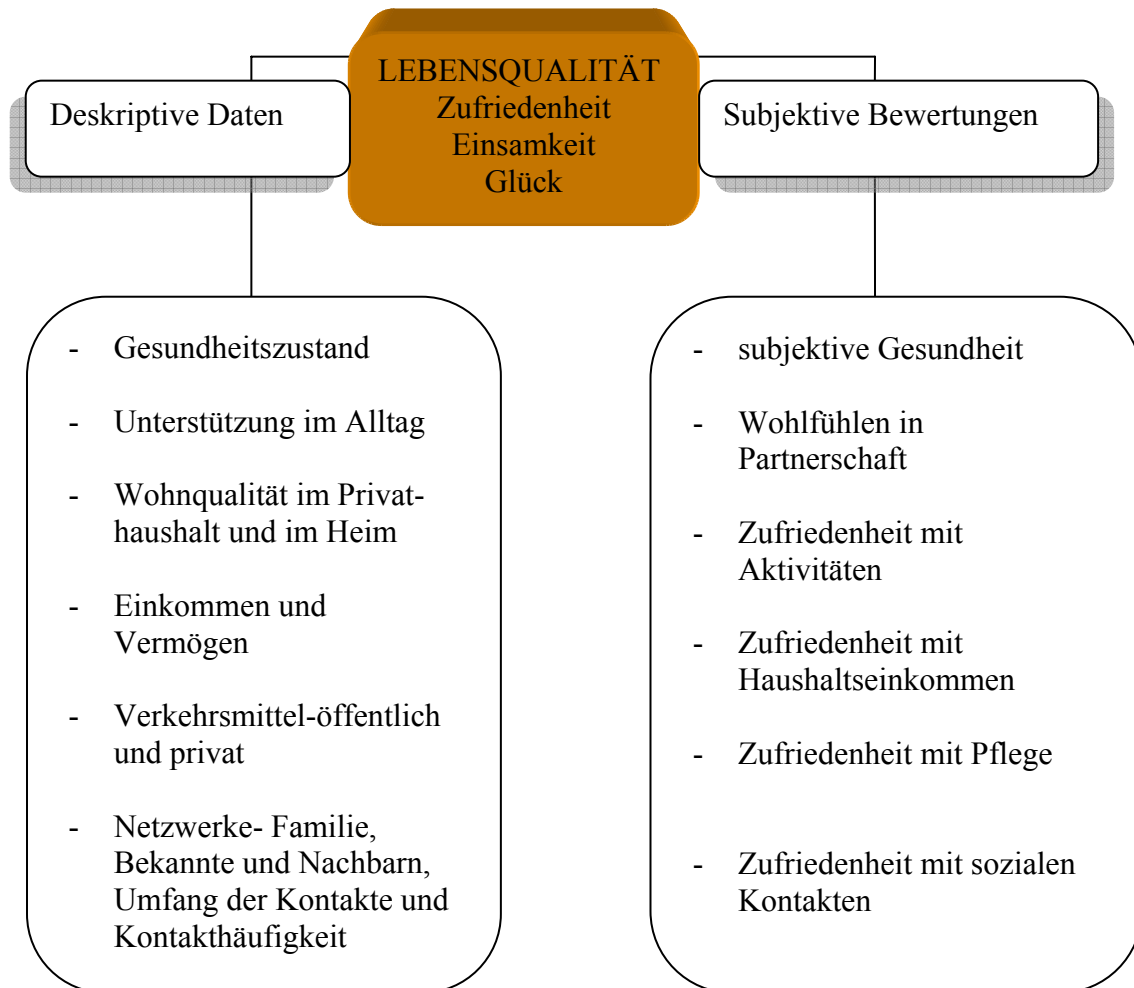 LEBENSQUALITÄT
Zufriedenheit
Einsamkeit
Glück
Deskriptive Daten
Subjektive Bewertungen
- Gesundheitszustand
- Unterstützung im Alltag
- Wohnqualität im Privat-
haushalt und im Heim
- Einkommen und
Vermögen
- Verkehrsmittel-öffentlich
und privat
- Netzwerke- Familie,
Bekannte und Nachbarn,
Umfang der Kontakte und
Kontakthäufigkeit
- subjektive Gesundheit
- Wohlfühlen in
Partnerschaft
- Zufriedenheit mit
Aktivitäten
- Zufriedenheit mit
Haushaltseinkommen
- Zufriedenheit mit Pflege
- Zufriedenheit mit sozialen
Kontakten